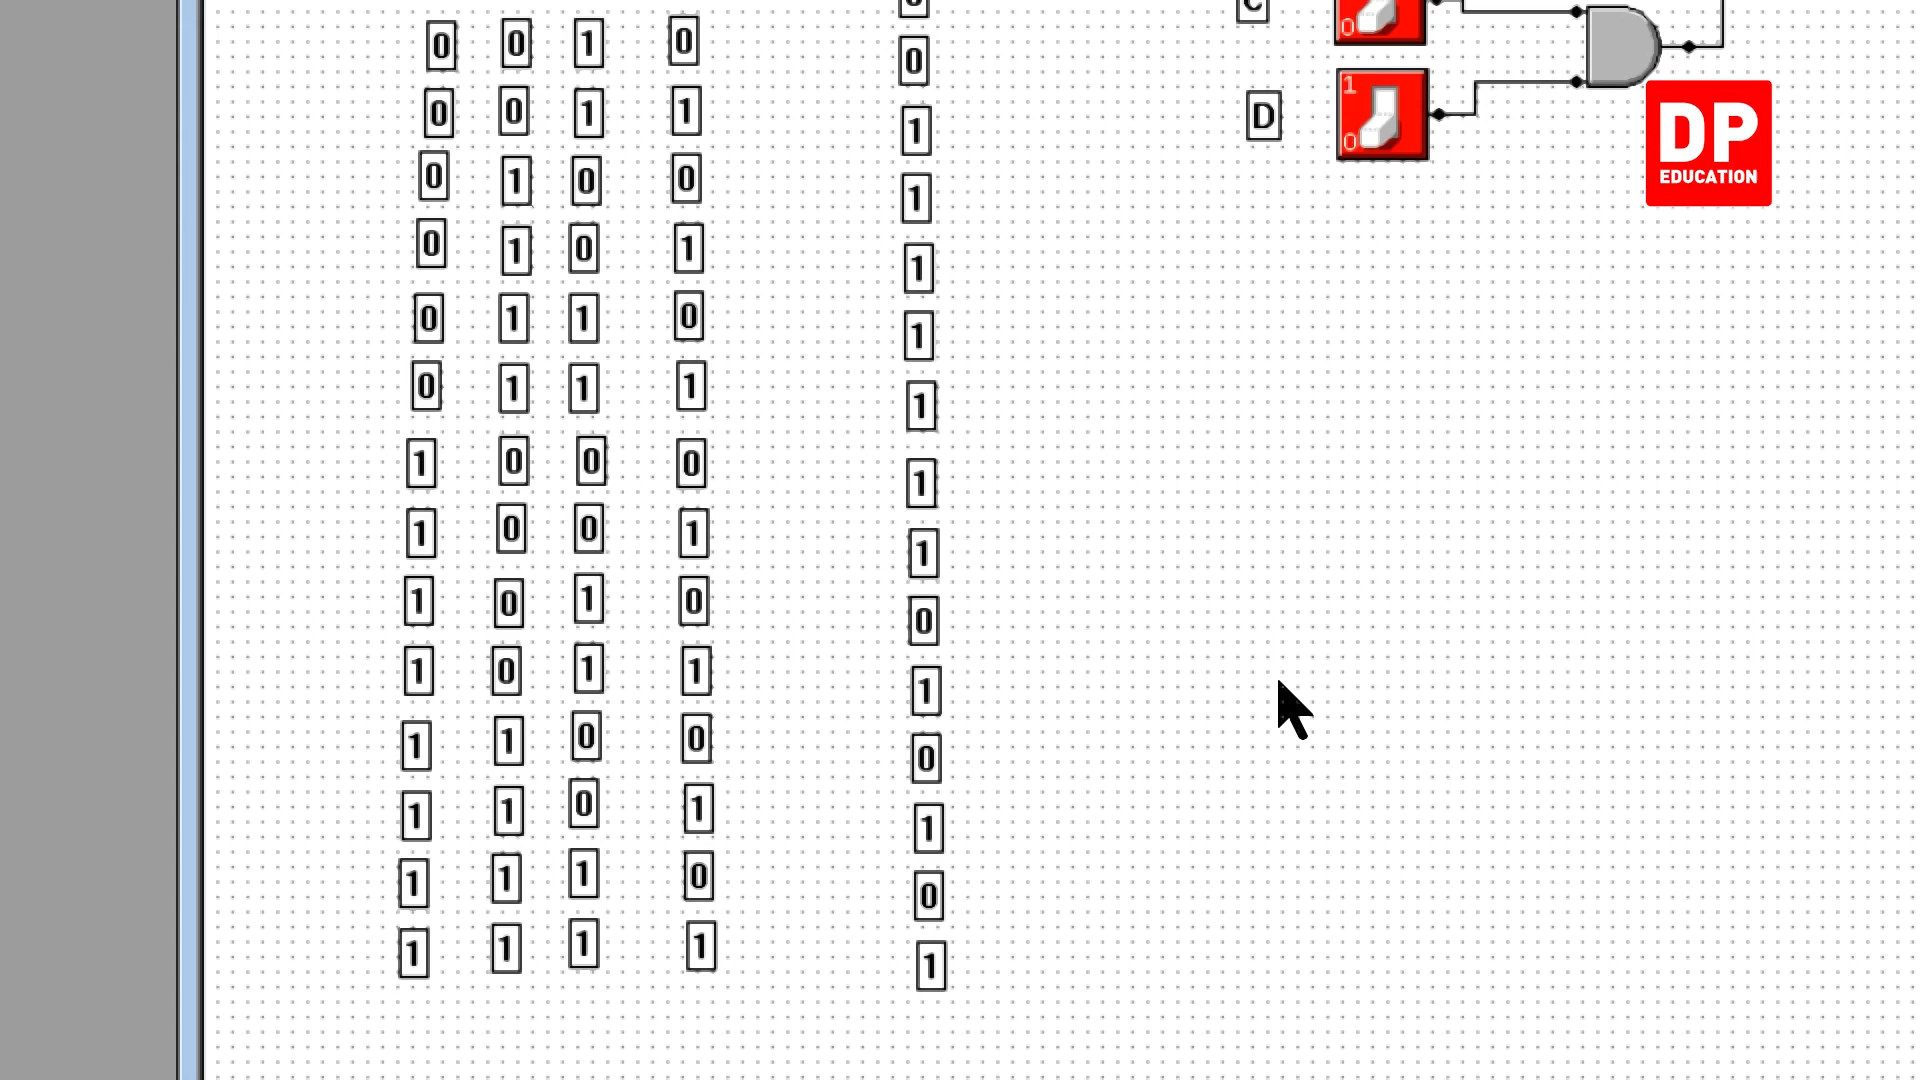 C
0
0 0 1 0 0
1
D
0 0 1 1 1
0
DP
EDUCATION
0 1 0 0 1
0 1 0 1 1
0 1 1 0 1
0 1 1 1 1
1 0 0 0 1
1 0 0 1 1
1 0 1 0 0
1 0 1 1 1
1 1 0 0 0
1 1 0 1 1
1 1 1 0 0
1 1 1 1 1